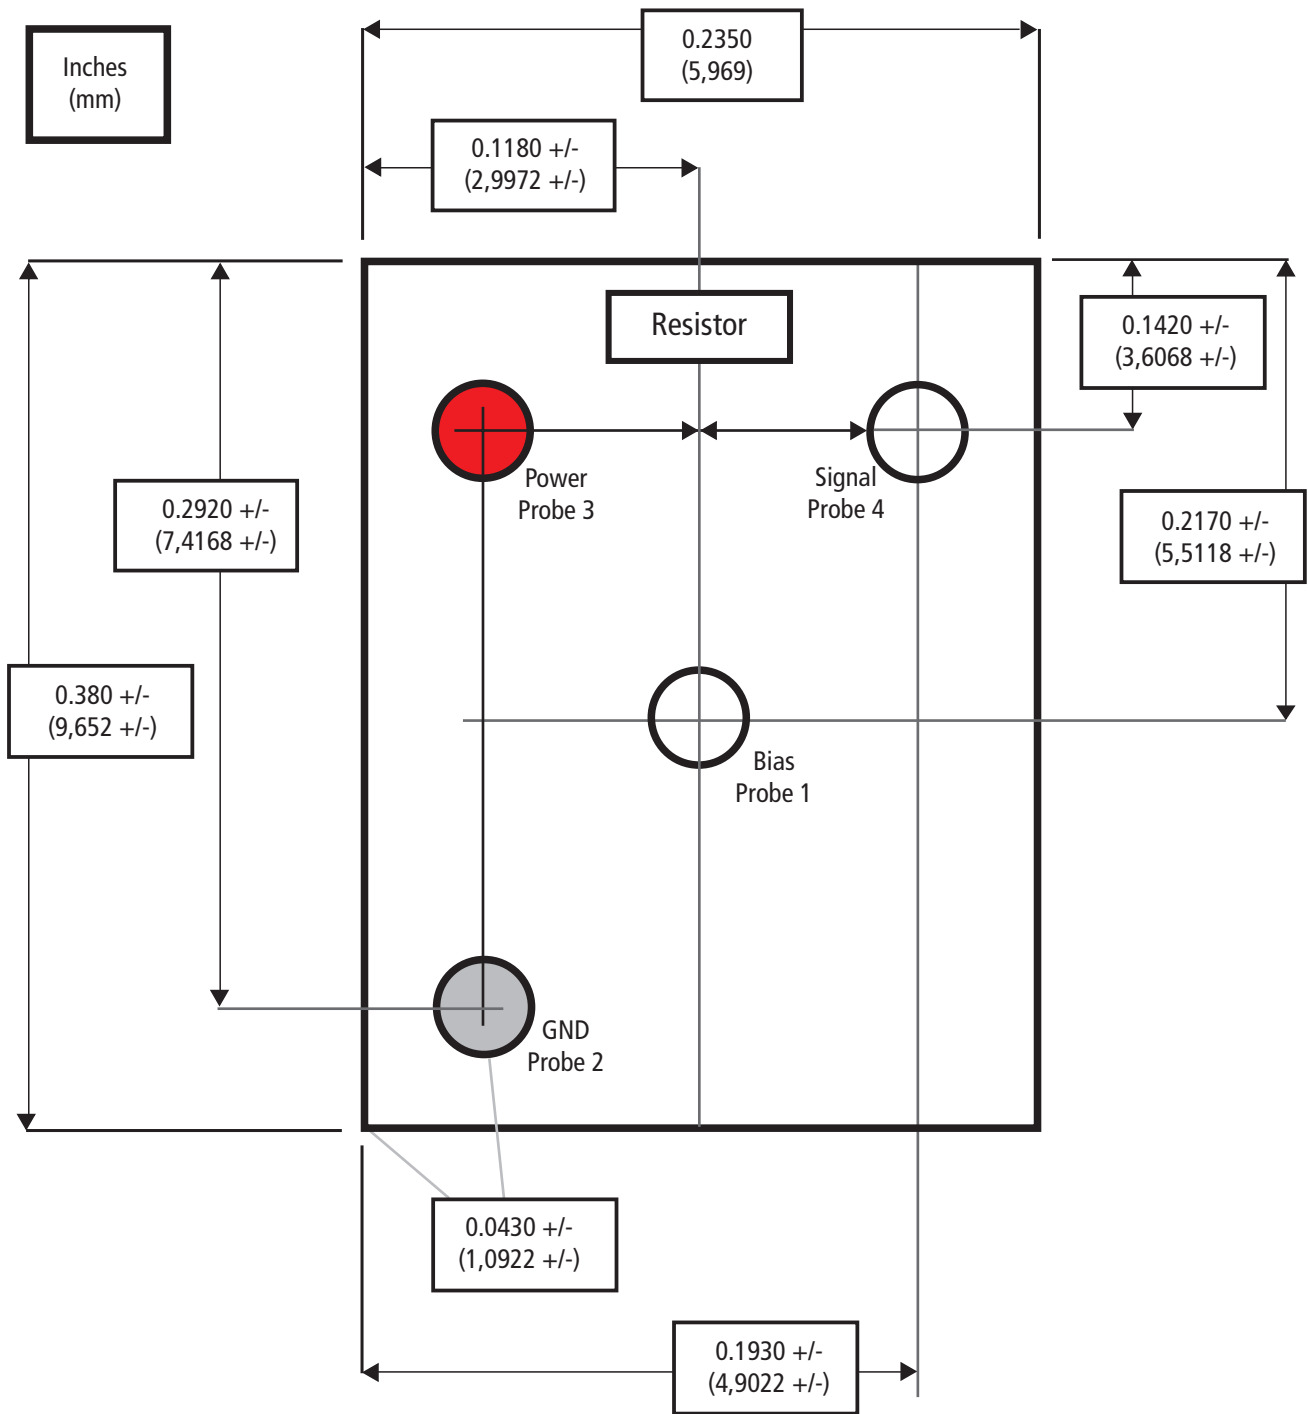 Inches
(mm)
0.2350
(5,969)
0.1180 +/-
(2,9972 +/-)
Resistor
0.1420 +/-
(3,6068 +/-)
Power
Probe 3
Signal
Probe 4
0.2920 +/-
(7,4168 +/-)
0.2170 +/-
(5,5118 +/-)
0.380 +/-
(9,652 +/-)
Bias
Probe 1
GND
Probe 2
0.0430 +/-
(1,0922 +/-)
0.1930 +/-
(4,9022 +/-)